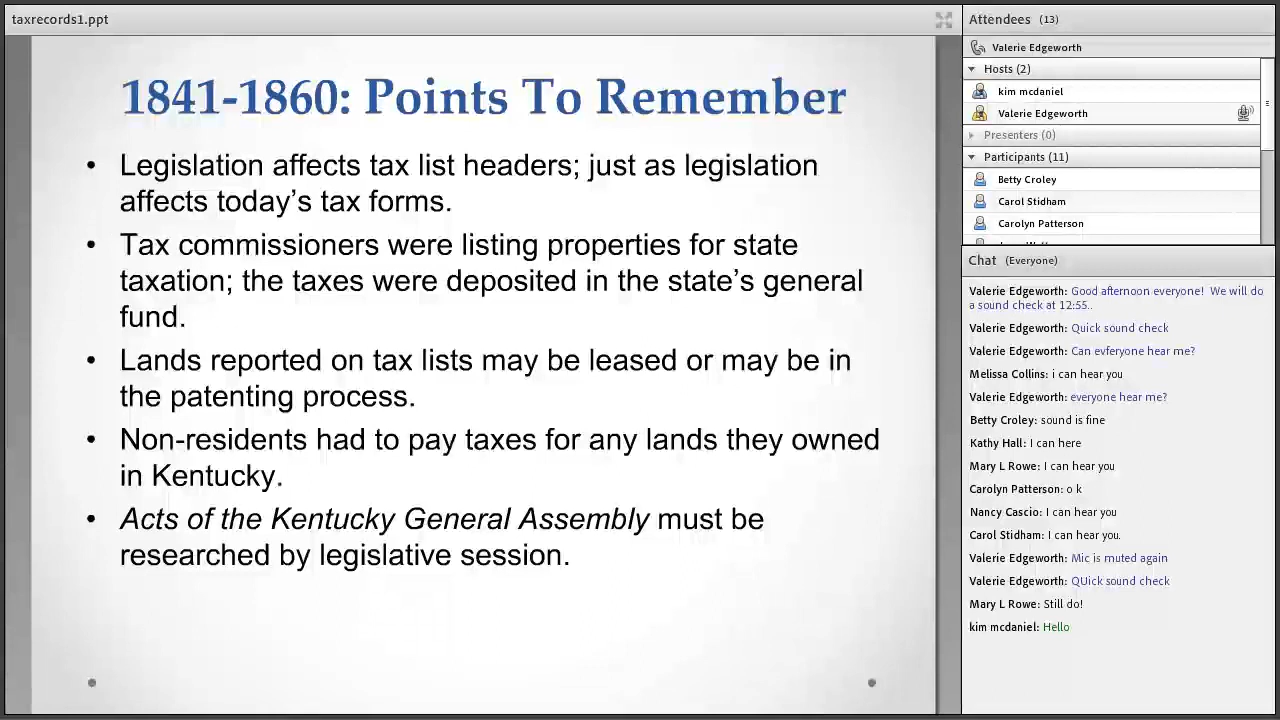 taxrecords1.ppt
1841-1860: Points To Remember
• Legislation affects tax list headers; just as legislation
affects today's tax forms.
• Tax commissioners were listing properties for state
taxation; the taxes were deposited in the state's general
fund.
• Lands reported on tax lists may be leased or may be in
the patenting process.
• Non-residents had to pay taxes for any lands they owned
in Kentucky.
• Acts of the Kentucky General Assembly must be
researched by legislative session.
Attendees (13)
Valerie Edgeworth
Hosts (2)
kim mcdaniel
Valerie Edgeworth
Presenters (0)
Participants (11)
Betty Croley
Carol Stidham
Carolyn Patterson
Chat (Everyone)
Valerie Edgeworth: Good afternoon everyone! We will do
a sound check at 12:55..
Valerie Edgeworth: Quick sound check
Valerie Edgeworth: Can evferyone hear me?
Melissa Collins: i can hear you
Valerie Edgeworth: everyone hear me?
Betty Croley: sound is fine
Kathy Hall: I can here
Mary L Rowe: I can hear you
Carolyn Patterson: o k
Nancy Cascio: I can hear you
Carol Stidham: I can hear you.
Valerie Edgeworth: Mic is muted again
Valerie Edgeworth: QUick sound check
Mary L Rowe: Still do!
kim mcdaniel: Hello